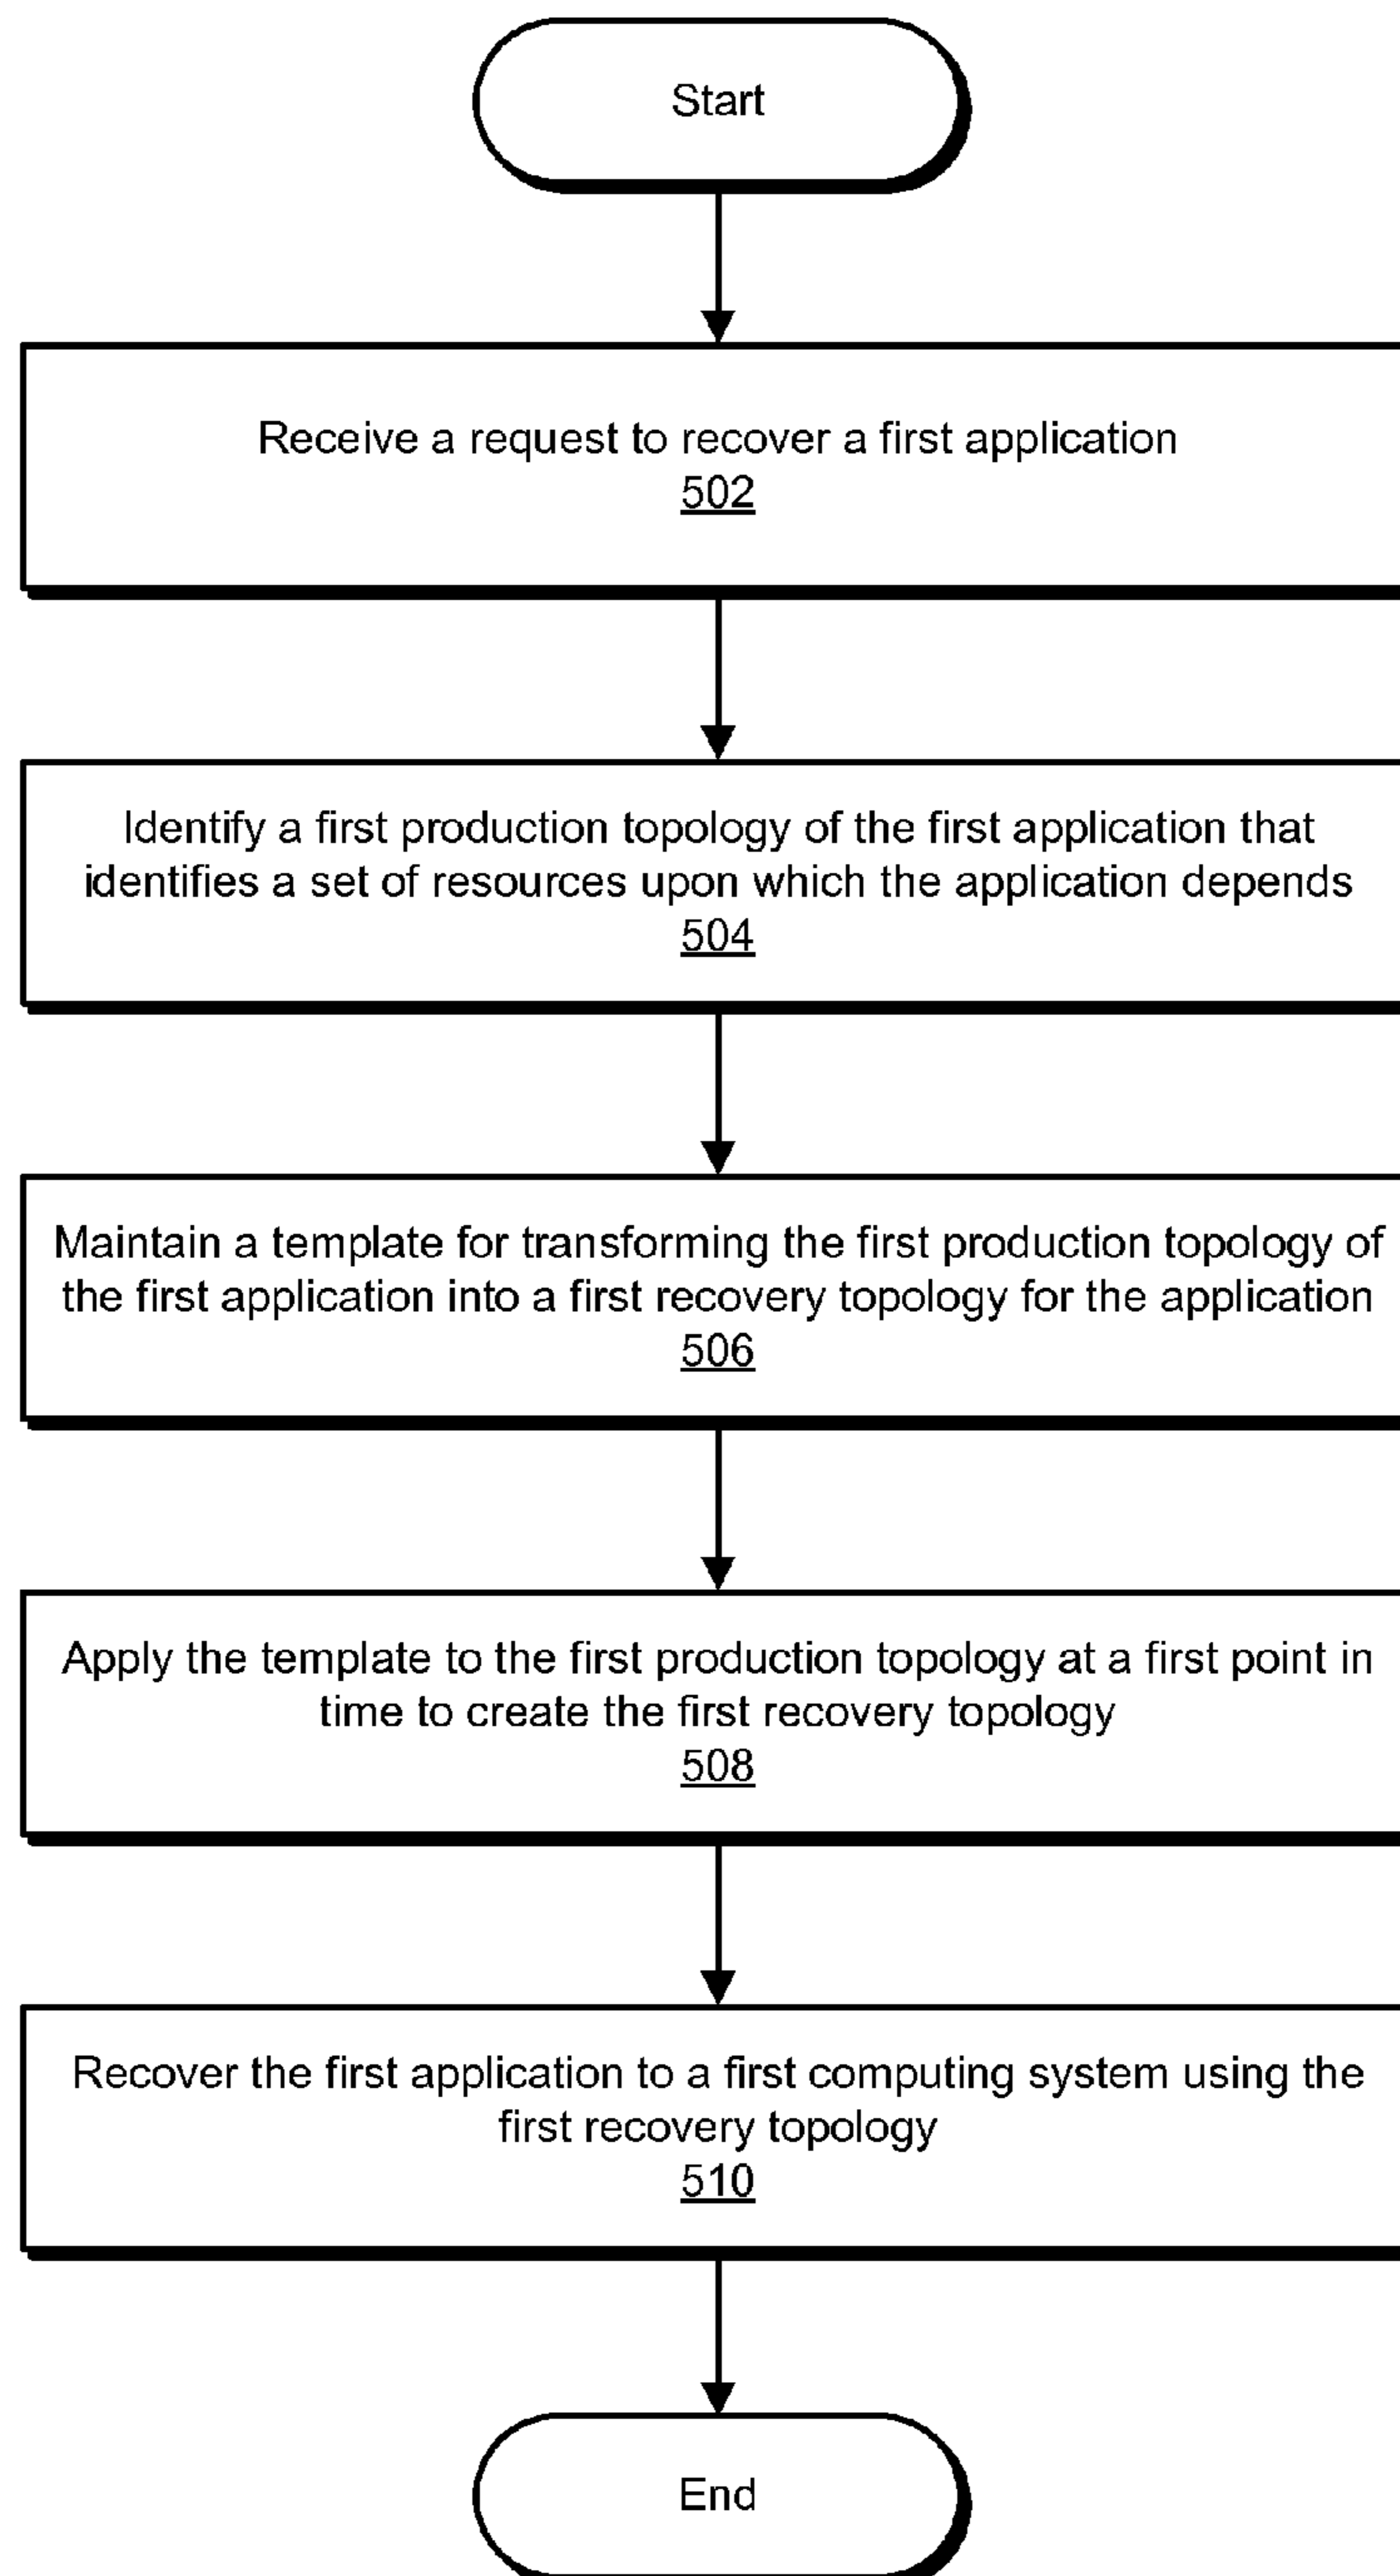 Start
Receive a request to recover a first application
502
Identify a first production topology of the first application that
identifies a set of resources upon which the application depends
504
Maintain a template for transforming the first production topology of
the first application into a first recovery topology for the application
506
Apply the template to the first production topology at a first point in
time to create the first recovery topology
508
Recover the first application to a first computing system using the
first recovery topology
510
End